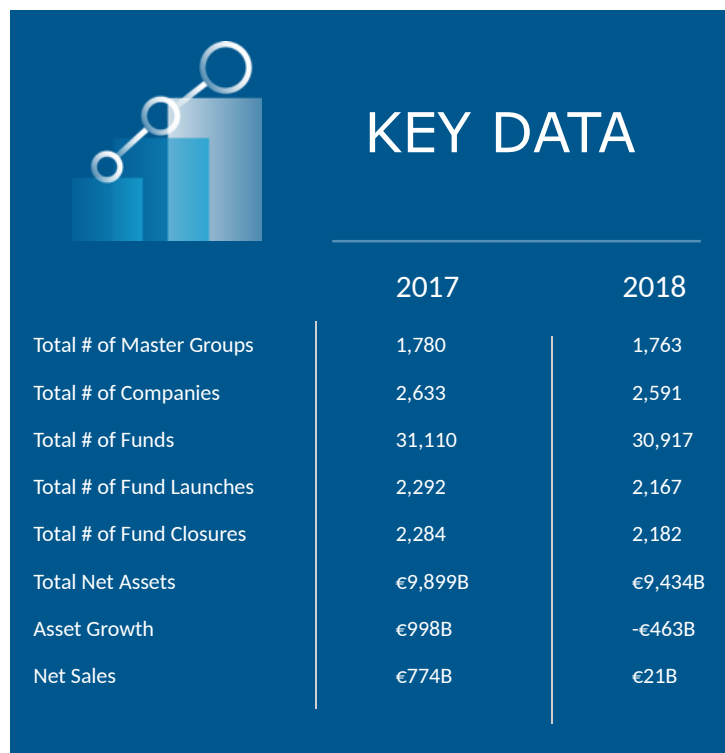 KEY DATA
2017 2018
Total # of Master Groups 1,780 1,763
Total # of Companies 2,633 2,591
Total # of Funds 31,110 30,917
Total # of Fund Launches 2,292 2,167
Total # of Fund Closures 2,284 2,182
Total Net Assets €9,899B €9,434B
Asset Growth €998B -€463B
Net Sales €774B €21B